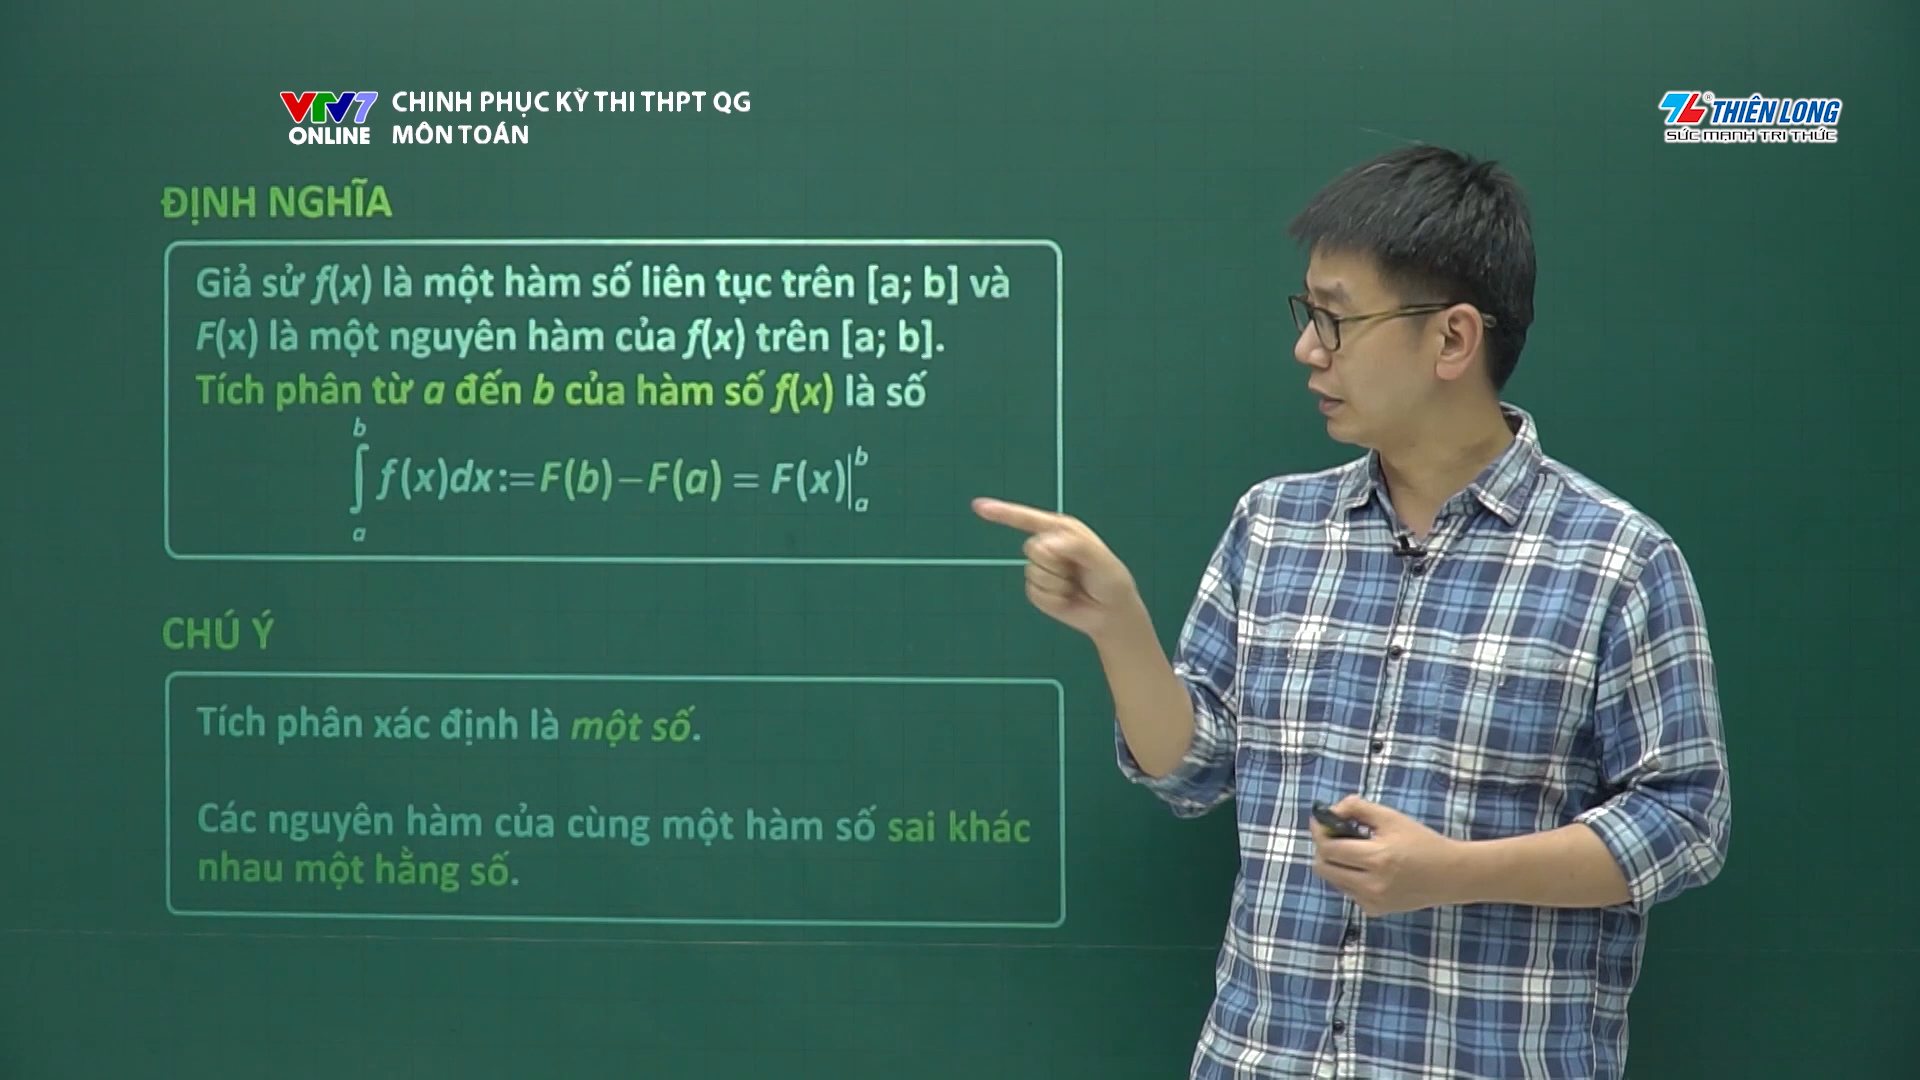 VTV7
ONLINE
CHINH PHỤC KỲ THI THPT QG
MÔN TOÁN
TL® THIÊN LONG
SỨC MẠNH TRI THỨC
ĐỊNH NGHĨA
Giả sử f(x) là một hàm số liên tục trên [a; b] và
F(x) là một nguyên hàm của f(x) trên [a; b].
Tích phân từ a đến b của hàm số f(x) là số
∫ₐᵇ f(x)dx:=F(b)−F(a) = F(x)|ₐᵇ
CHÚ Ý
Tích phân xác định là một số.
Các nguyên hàm của cùng một hàm số sai khác
nhau một hằng số.